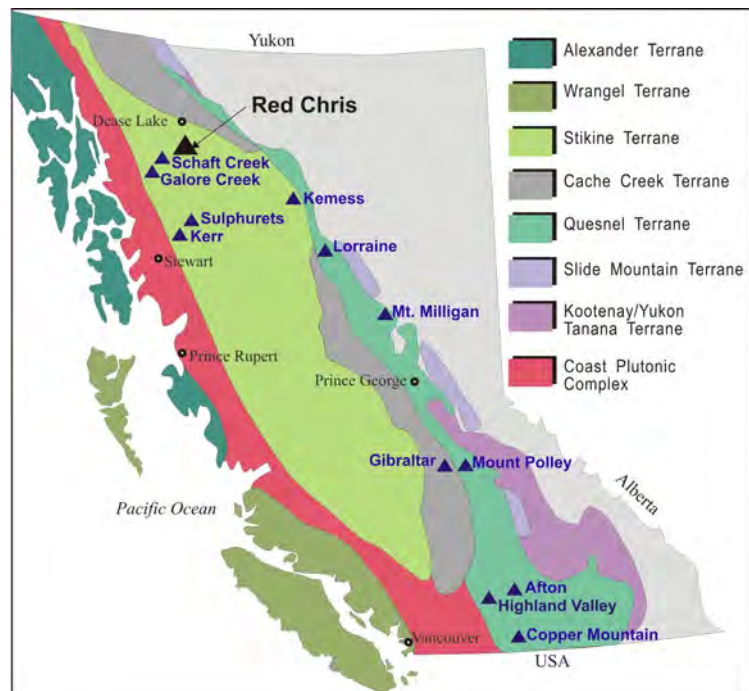 Yukon
Alexander Terrane
Wrangel Terrane
Stikine Terrane
Cache Creek Terrane
Quesnel Terrane
Slide Mountain Terrane
Kootenay/Yukon
Tanana Terrane
Coast Plutonic
Complex
Red Chris
Dease Lake
Schaft Creek
Galore Creek
Kemess
Sulphurets
Kerr
Lorraine
Stewart
Mt. Milligan
Prince Rupert
Prince George
Gibraltar
Mount Polley
Alberta
Pacific Ocean
Afton
Highland Valley
Vancouver
Copper Mountain
USA